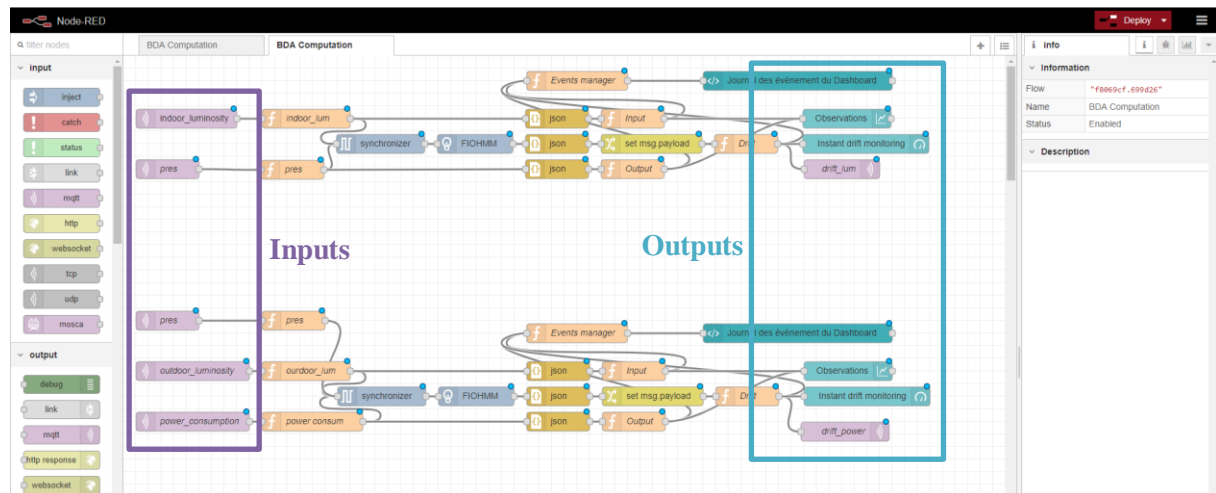 Node-RED
Deploy
filter nodes
BDA Computation
BDA Computation
info
i
input
inject
catch
status
link
mqtt
http
websocket
tcp
udp
mosca
output
debug
link
mqtt
http response
websocket
Inputs
Outputs
Events manager
Journal des événement du Dashboard
indoor_luminosity
indoor_lum
json
Input
Observations
synchronizer
FIOHMM
json
set msg.payload
Drift
Instant drift monitoring
pres
pres
json
Output
drift_lum
pres
pres
Events manager
Journal des événement du Dashboard
outdoor_luminosity
ourdoor_lum
json
Input
Observations
synchronizer
FIOHMM
json
set msg.payload
Drift
Instant drift monitoring
power_consumption
power consum
json
Output
drift_power
Information
Flow
"f8069cf.699d26"
Name
BDA Computation
Status
Enabled
Description